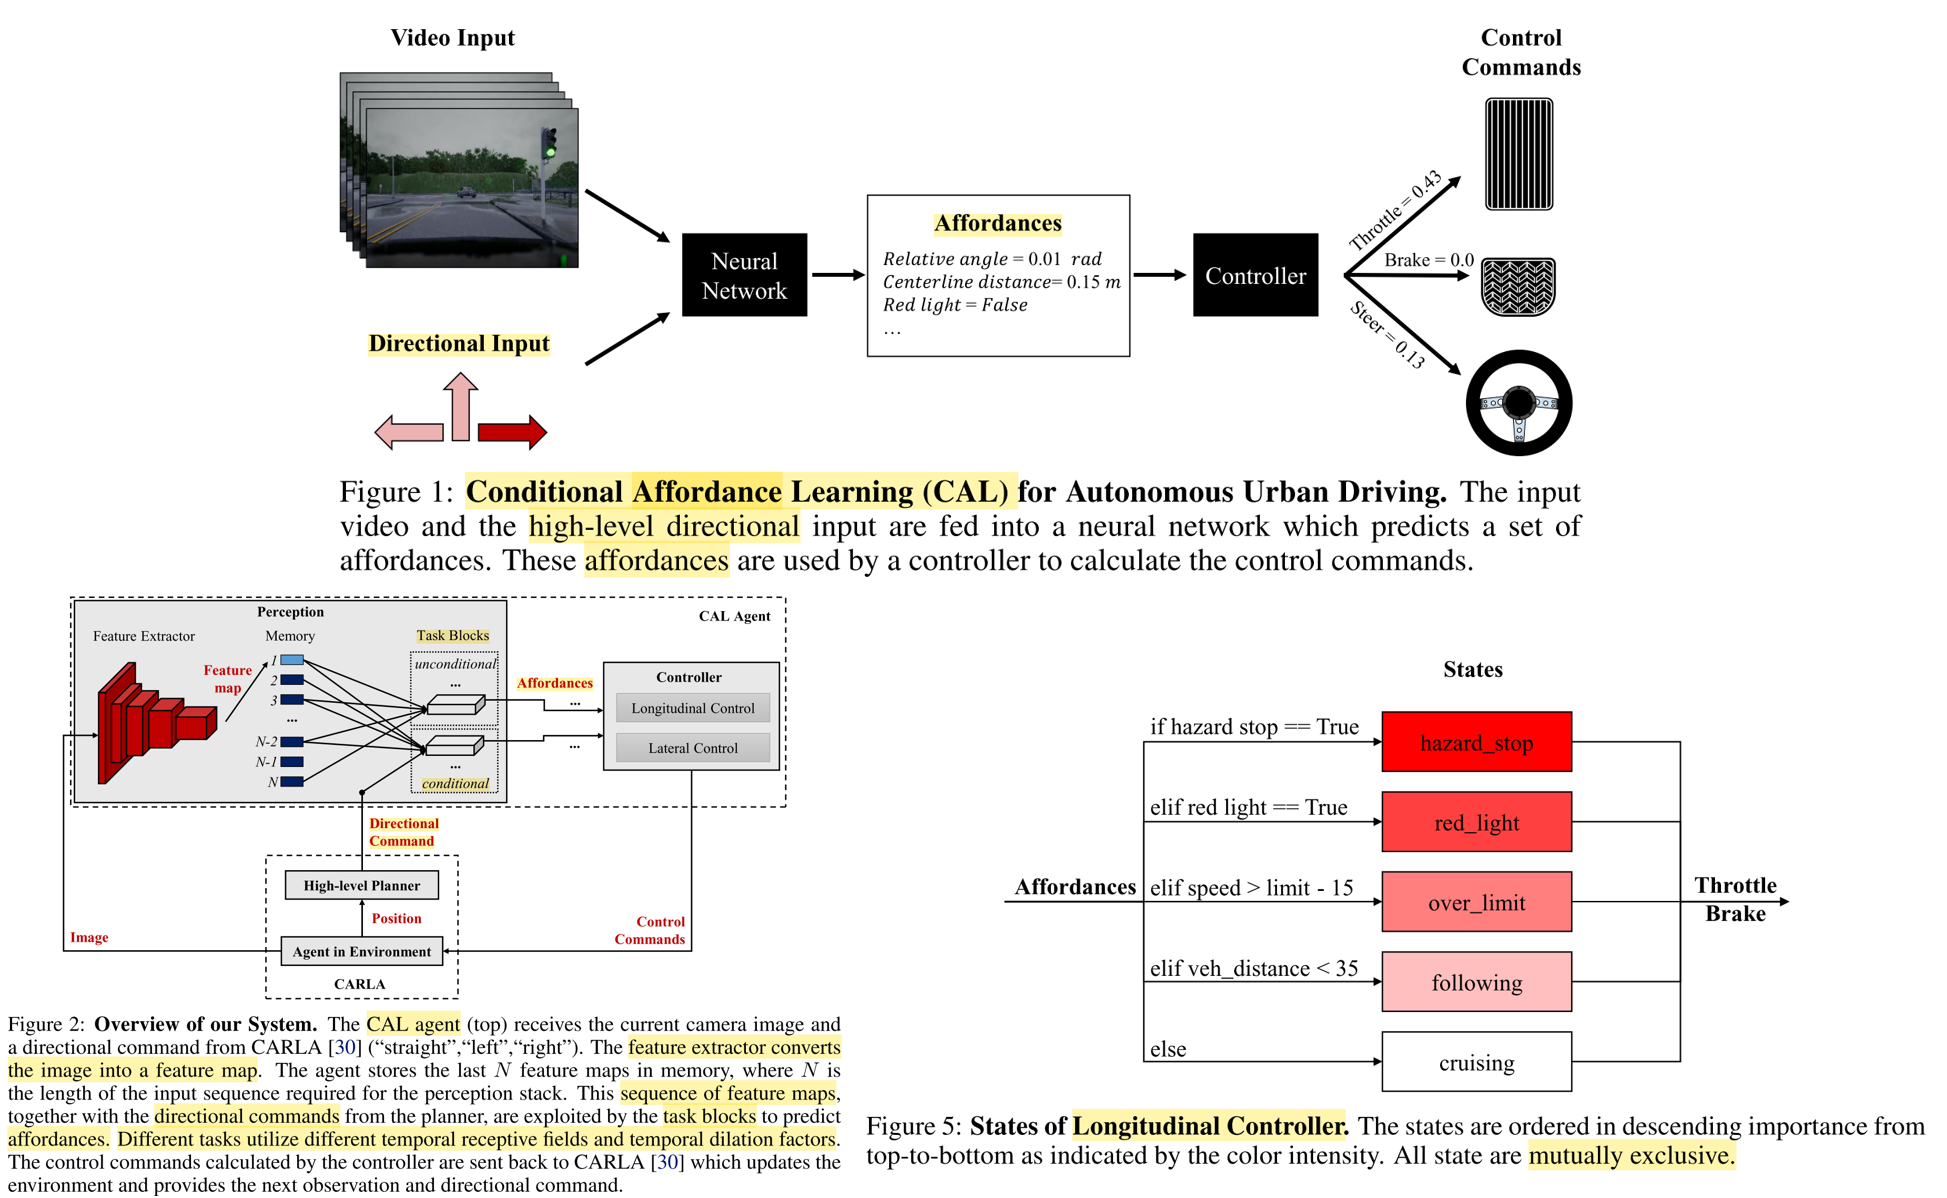 Video Input
Control
Commands
Directional Input
Neural
Network
Affordances
Relative angle = 0.01 rad
Centerline distance= 0.15 m
Red light = False
…
Controller
Throttle = 0.43
Brake = 0.0
Steer = 0.13
Figure 1: Conditional Affordance Learning (CAL) for Autonomous Urban Driving. The input
video and the high-level directional input are fed into a neural network which predicts a set of
affordances. These affordances are used by a controller to calculate the control commands.
Perception
CAL Agent
Feature Extractor
Memory
Task Blocks
Feature
map
1
2
3
...
N-2
N-1
N
unconditional
...
...
conditional
Affordances
...
...
Controller
Longitudinal Control
Lateral Control
Directional
Command
High-level Planner
Position
Image
Agent in Environment
Control
Commands
CARLA
Figure 2: Overview of our System. The CAL agent (top) receives the current camera image and
a directional command from CARLA [30] (“straight”,“left”,“right”). The feature extractor converts
the image into a feature map. The agent stores the last N feature maps in memory, where N is
the length of the input sequence required for the perception stack. This sequence of feature maps,
together with the directional commands from the planner, are exploited by the task blocks to predict
affordances. Different tasks utilize different temporal receptive fields and temporal dilation factors.
The control commands calculated by the controller are sent back to CARLA [30] which updates the
environment and provides the next observation and directional command.
States
if hazard stop == True
hazard_stop
elif red light == True
red_light
Affordances
elif speed > limit - 15
over_limit
Throttle
Brake
elif veh_distance < 35
following
else
cruising
Figure 5: States of Longitudinal Controller. The states are ordered in descending importance from
top-to-bottom as indicated by the color intensity. All state are mutually exclusive.